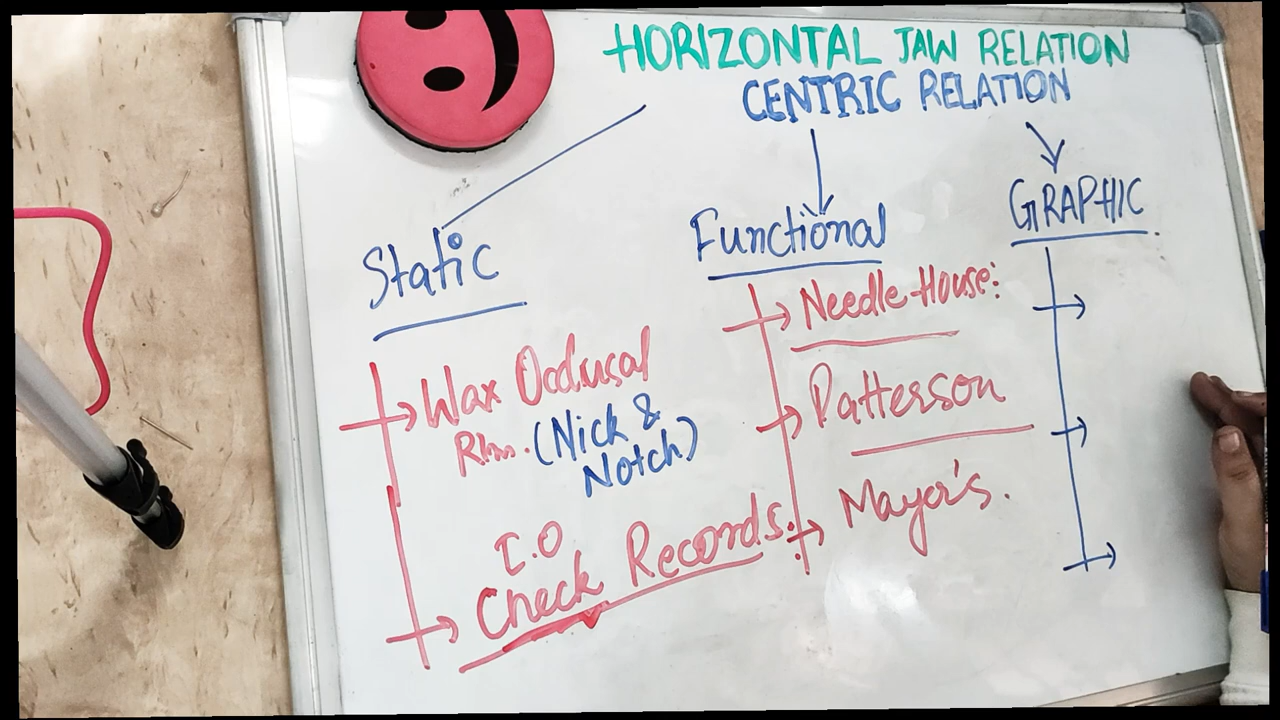 HORIZONTAL JAW RELATION
CENTRIC RELATION
Static
Wax Occlusal
Rim. (Nick &
Notch)
I.O
Check Records.
Functional
Needle House:
Patterson
Mayer's.
GRAPHIC